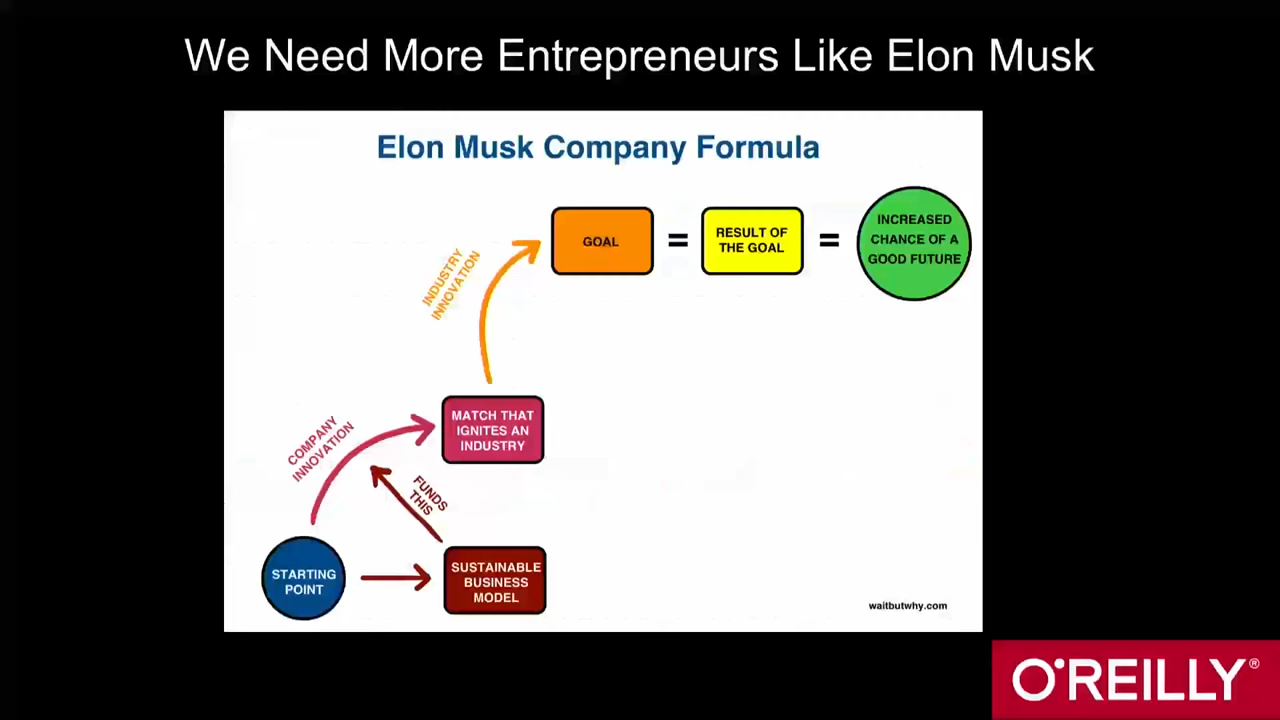 We Need More Entrepreneurs Like Elon Musk
Elon Musk Company Formula
INDUSTRY
INNOVATION
GOAL
=
RESULT OF
THE GOAL
=
INCREASED
CHANCE OF A
GOOD FUTURE
COMPANY
INNOVATION
MATCH THAT
IGNITES AN
INDUSTRY
FUNDS
THIS
STARTING
POINT
SUSTAINABLE
BUSINESS
MODEL
waitbutwhy.com
O'REILLY®